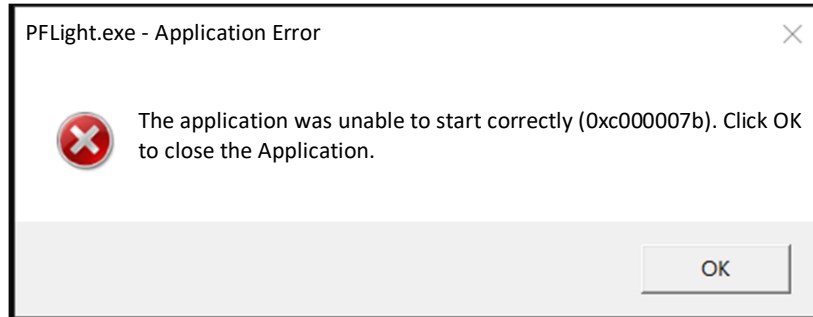 PFLight.exe - Application Error
The application was unable to start correctly (0xc000007b). Click OK
to close the Application.
OK